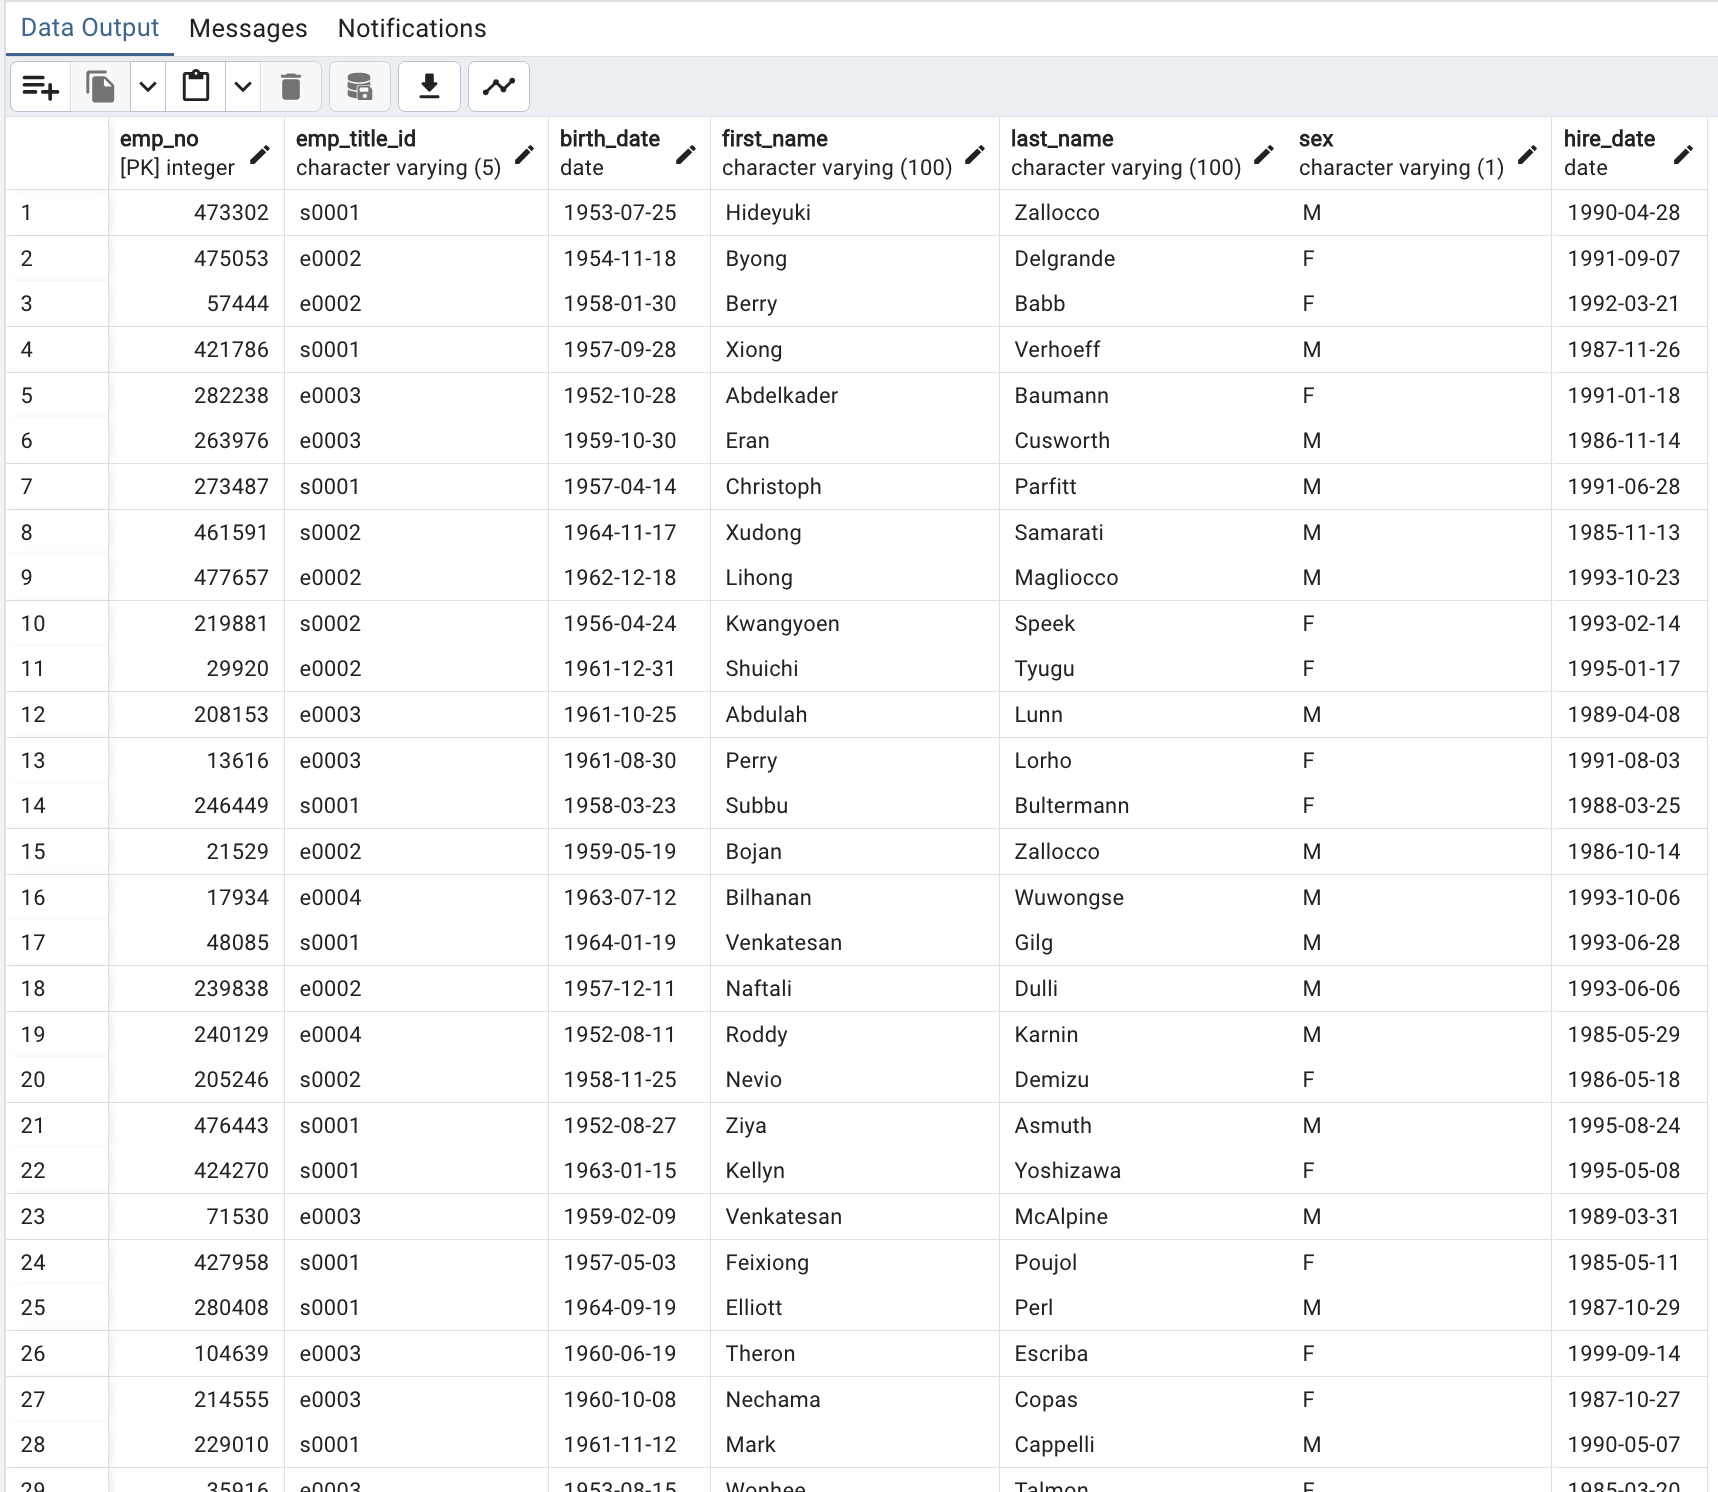 Data Output Messages Notifications
emp_no emp_title_id birth_date first_name last_name sex hire_date
[PK] integer character varying (5) date character varying (100) character varying (100) character varying (1) date
1 473302 s0001 1953-07-25 Hideyuki Zallocco M 1990-04-28
2 475053 e0002 1954-11-18 Byong Delgrande F 1991-09-07
3 57444 e0002 1958-01-30 Berry Babb F 1992-03-21
4 421786 s0001 1957-09-28 Xiong Verhoeff M 1987-11-26
5 282238 e0003 1952-10-28 Abdelkader Baumann F 1991-01-18
6 263976 e0003 1959-10-30 Eran Cusworth M 1986-11-14
7 273487 s0001 1957-04-14 Christoph Parfitt M 1991-06-28
8 461591 s0002 1964-11-17 Xudong Samarati M 1985-11-13
9 477657 e0002 1962-12-18 Lihong Magliocco M 1993-10-23
10 219881 s0002 1956-04-24 Kwangyoen Speek F 1993-02-14
11 29920 e0002 1961-12-31 Shuichi Tyugu F 1995-01-17
12 208153 e0003 1961-10-25 Abdulah Lunn M 1989-04-08
13 13616 e0003 1961-08-30 Perry Lorho F 1991-08-03
14 246449 s0001 1958-03-23 Subbu Bultermann F 1988-03-25
15 21529 e0002 1959-05-19 Bojan Zallocco M 1986-10-14
16 17934 e0004 1963-07-12 Bilhanan Wuwongse M 1993-10-06
17 48085 s0001 1964-01-19 Venkatesan Gilg M 1993-06-28
18 239838 e0002 1957-12-11 Naftali Dulli M 1993-06-06
19 240129 e0004 1952-08-11 Roddy Karnin M 1985-05-29
20 205246 s0002 1958-11-25 Nevio Demizu F 1986-05-18
21 476443 s0001 1952-08-27 Ziya Asmuth M 1995-08-24
22 424270 s0001 1963-01-15 Kellyn Yoshizawa F 1995-05-08
23 71530 e0003 1959-02-09 Venkatesan McAlpine M 1989-03-31
24 427958 s0001 1957-05-03 Feixiong Poujol F 1985-05-11
25 280408 s0001 1964-09-19 Elliott Perl M 1987-10-29
26 104639 e0003 1960-06-19 Theron Escriba F 1999-09-14
27 214555 e0003 1960-10-08 Nechama Copas F 1987-10-27
28 229010 s0001 1961-11-12 Mark Cappelli M 1990-05-07
29 35916 e0003 1953-08-15 Wonhee Talmon F 1985-03-20